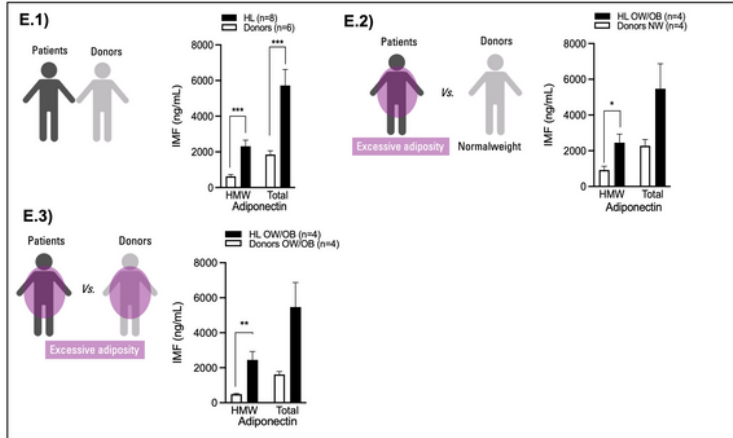 E.1)
Patients Donors
HL (n=8)
Donors (n=6)
IMF (ng/mL)
8000
6000
4000
2000
0
***
***
HMW Total
Adiponectin
E.2)
Patients Donors
Vs.
Excessive adiposity Normalweight
HL OW/OB (n=4)
Donors NW (n=4)
IMF (ng/mL)
8000
6000
4000
2000
0
*
HMW Total
Adiponectin
E.3)
Patients Donors
Vs.
Excessive adiposity
HL OW/OB (n=4)
Donors OW/OB (n=4)
IMF (ng/mL)
8000
6000
4000
2000
0
**
HMW Total
Adiponectin